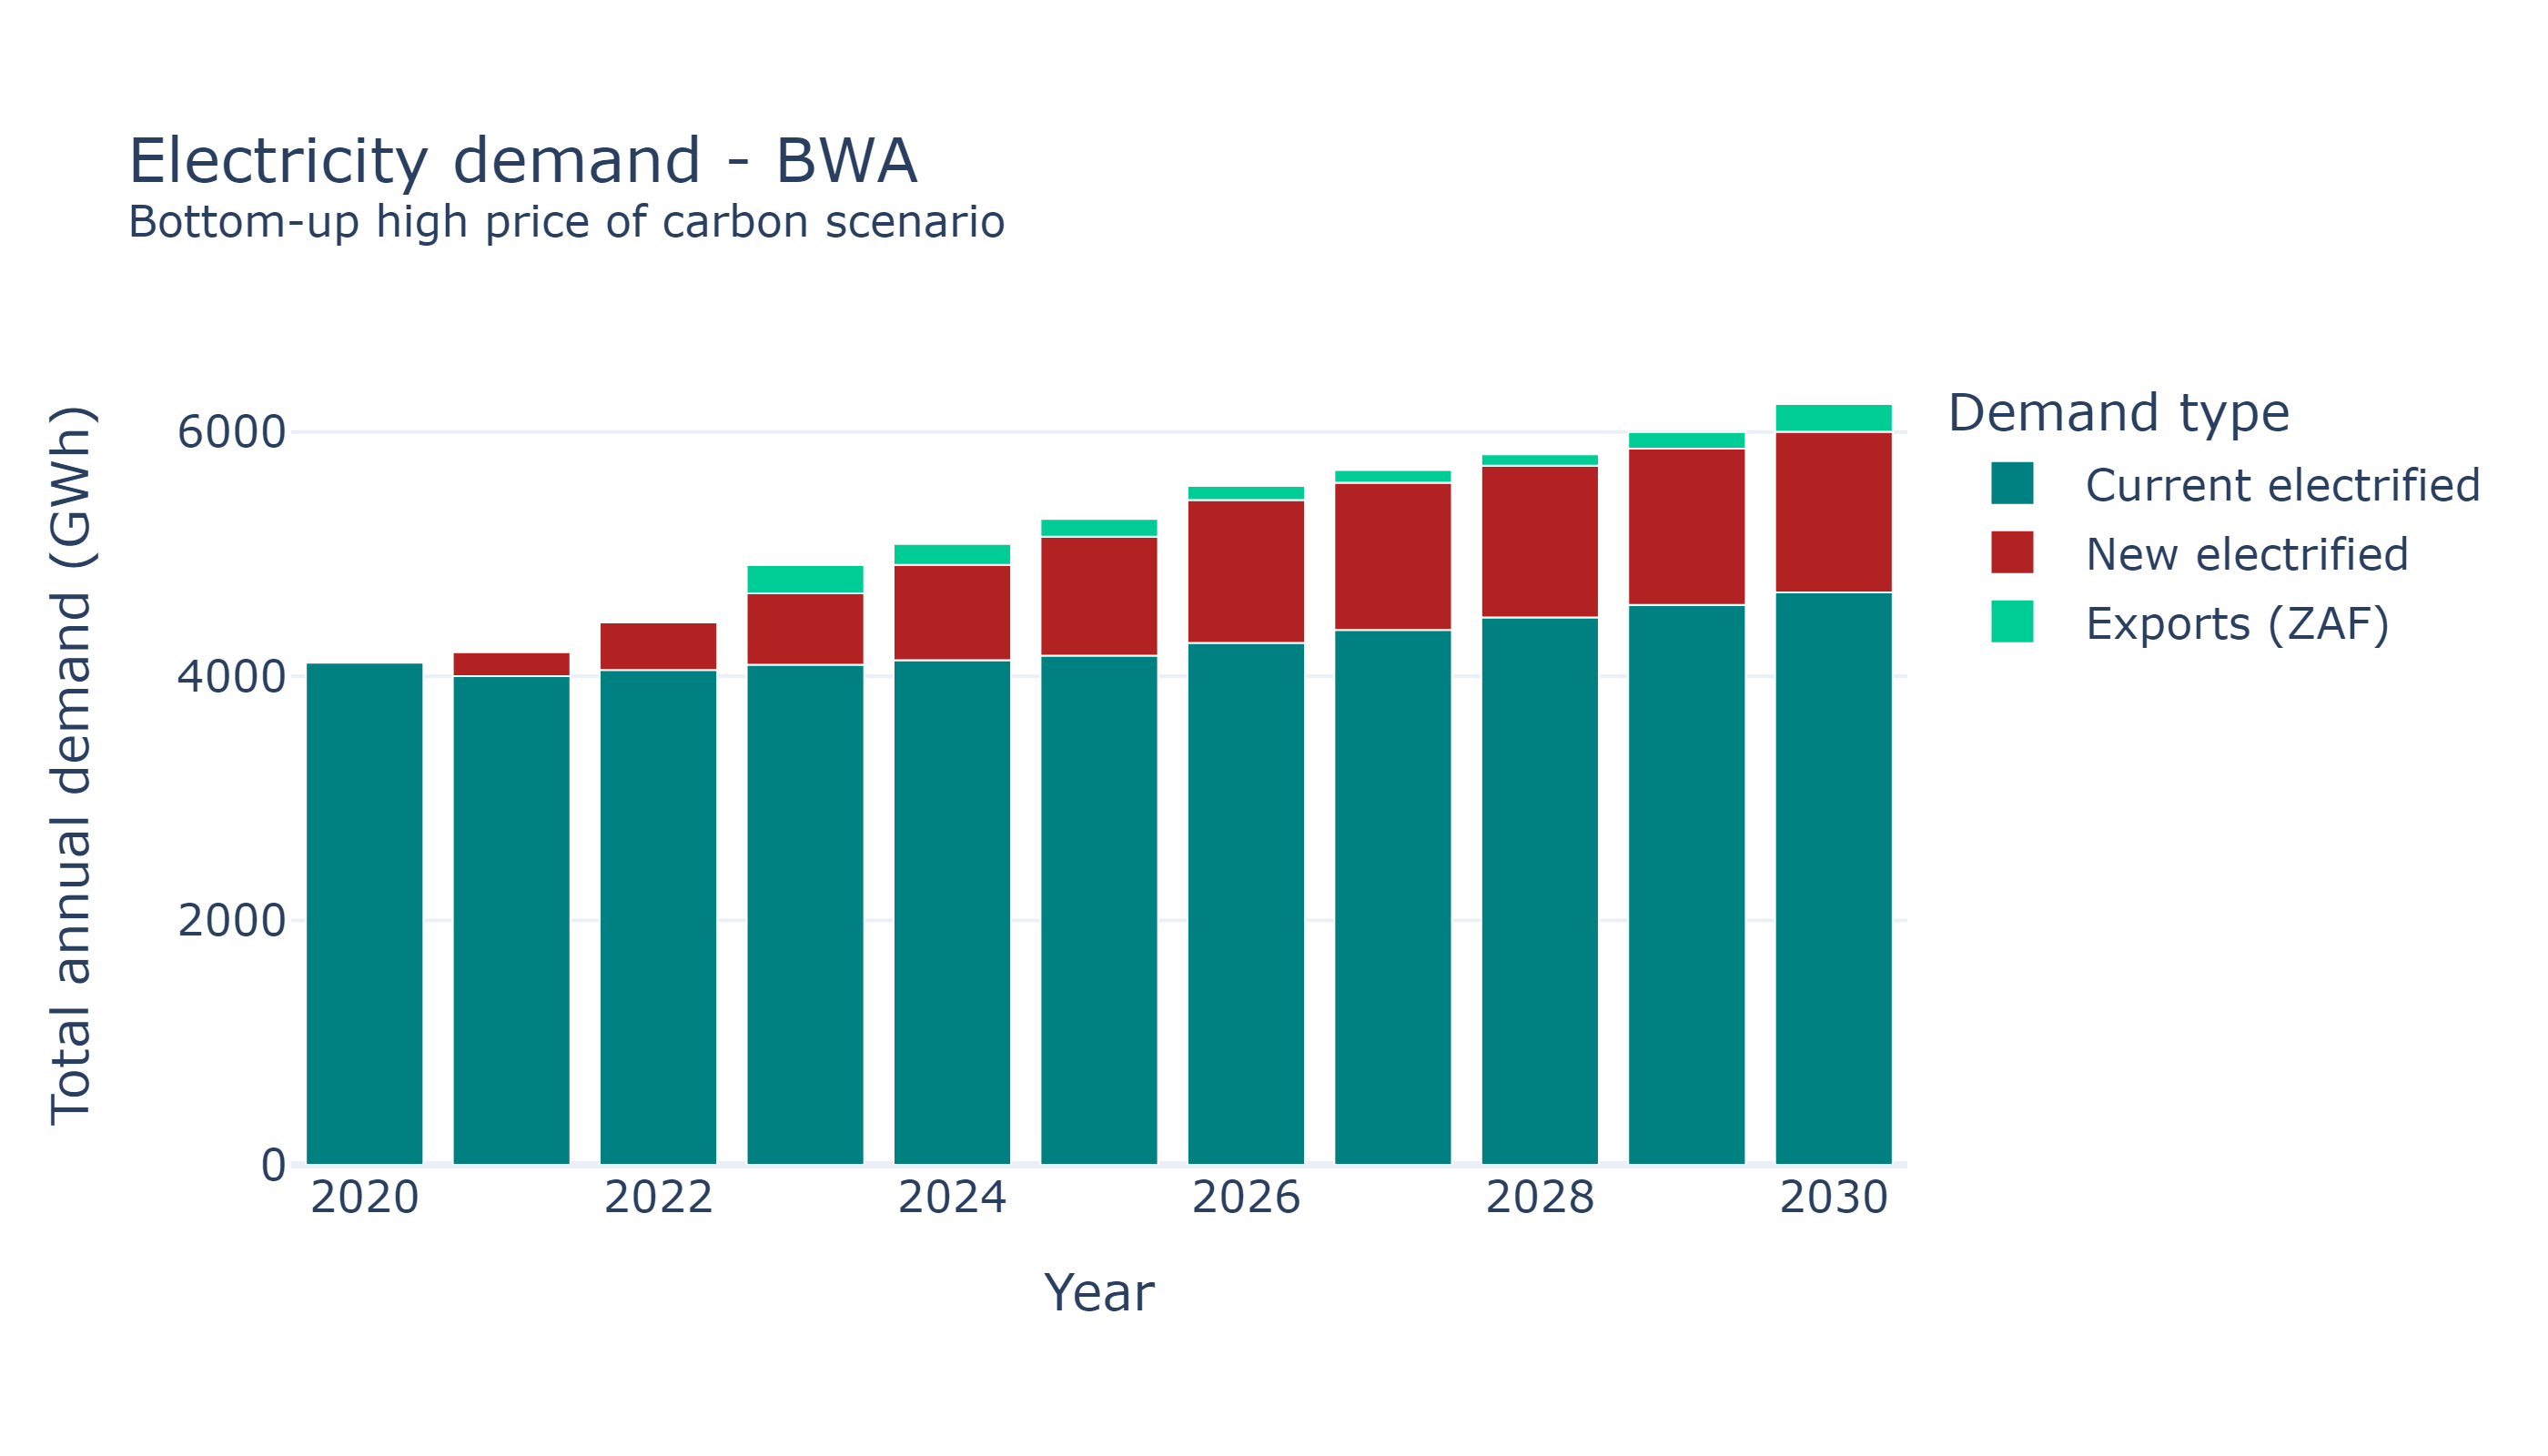 Electricity demand - BWA
Bottom-up high price of carbon scenario
Total annual demand (GWh)
6000
4000
2000
0
2020
2022
2024
2026
2028
2030
Year
Demand type
Current electrified
New electrified
Exports (ZAF)